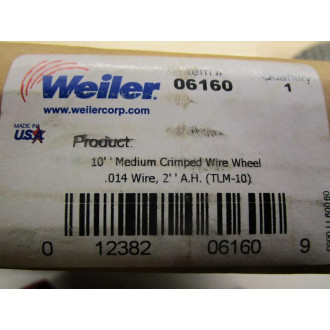 Weiler
Item# Quantity
06160 1
www.weilercorp.com
MADE IN
USA
Product
10'' Medium Crimped Wire Wheel
.014 Wire, 2'' A.H. (TLM-10)
0 12382 06160 9